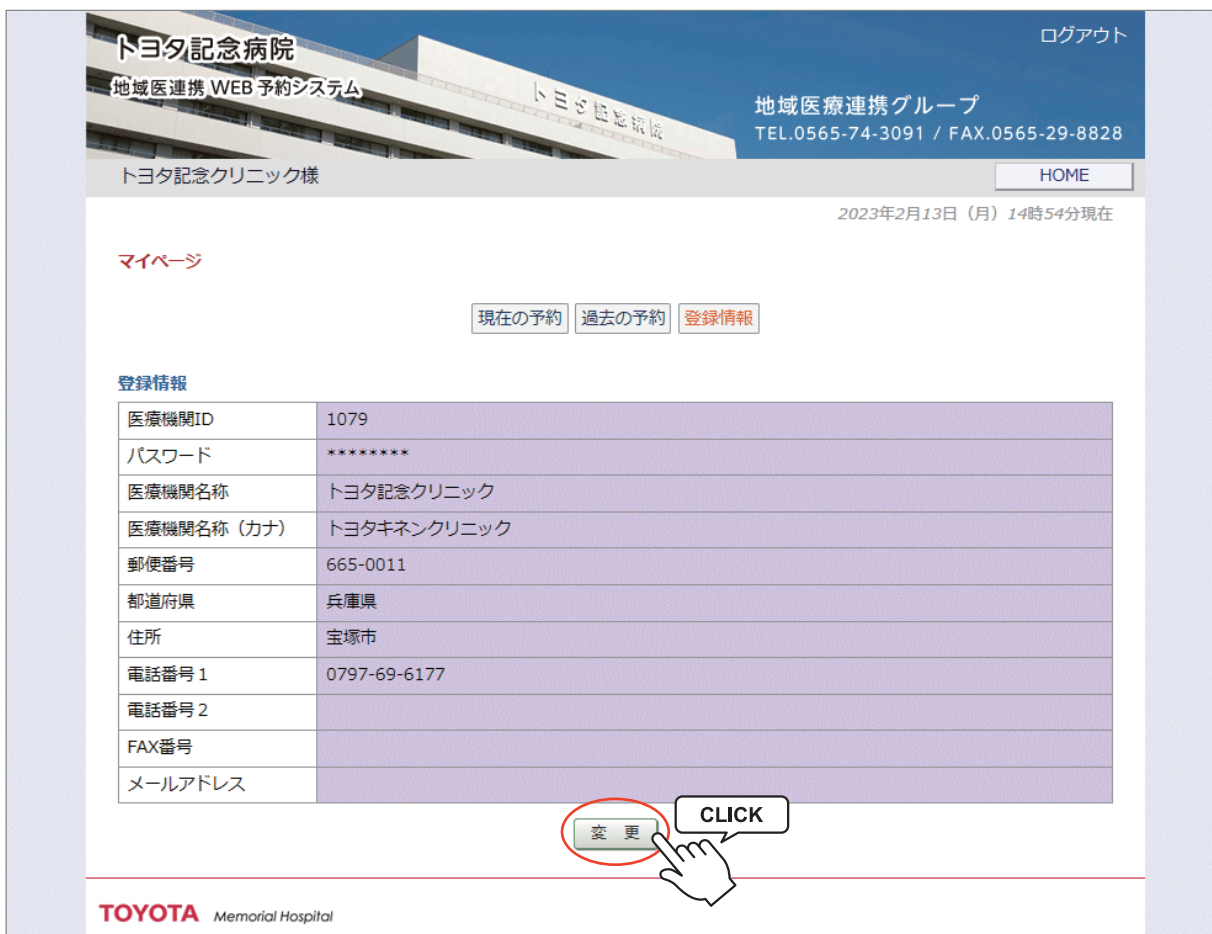 トヨタ記念病院
地域医連携 WEB 予約システム
トヨタ記念病院
ログアウト
地域医療連携グループ
TEL.0565-74-3091 / FAX.0565-29-8828
トヨタ記念クリニック様
HOME
2023年2月13日（月）14時54分現在
マイページ
現在の予約 過去の予約 登録情報
登録情報
医療機関ID 1079
パスワード ********
医療機関名称 トヨタ記念クリニック
医療機関名称（カナ） トヨタキネンクリニック
郵便番号 665-0011
都道府県 兵庫県
住所 宝塚市
電話番号１ 0797-69-6177
電話番号２
FAX番号
メールアドレス
変 更
CLICK
TOYOTA Memorial Hospital